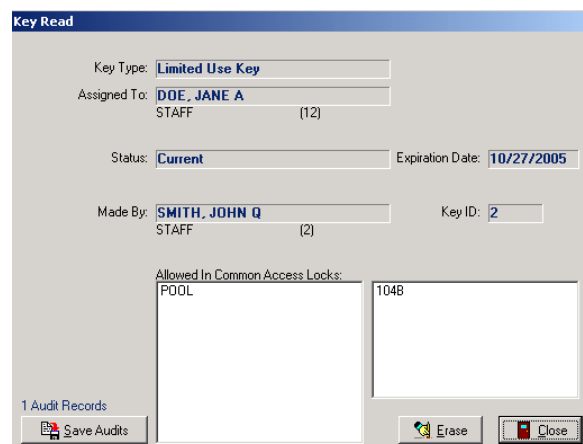 Key Read
Key Type: Limited Use Key
Assigned To: DOE, JANE A
STAFF (12)
Status: Current Expiration Date: 10/27/2005
Made By: SMITH, JOHN Q Key ID: 2
STAFF (2)
Allowed In Common Access Locks:
POOL 104B
1 Audit Records
Save Audits Erase Close